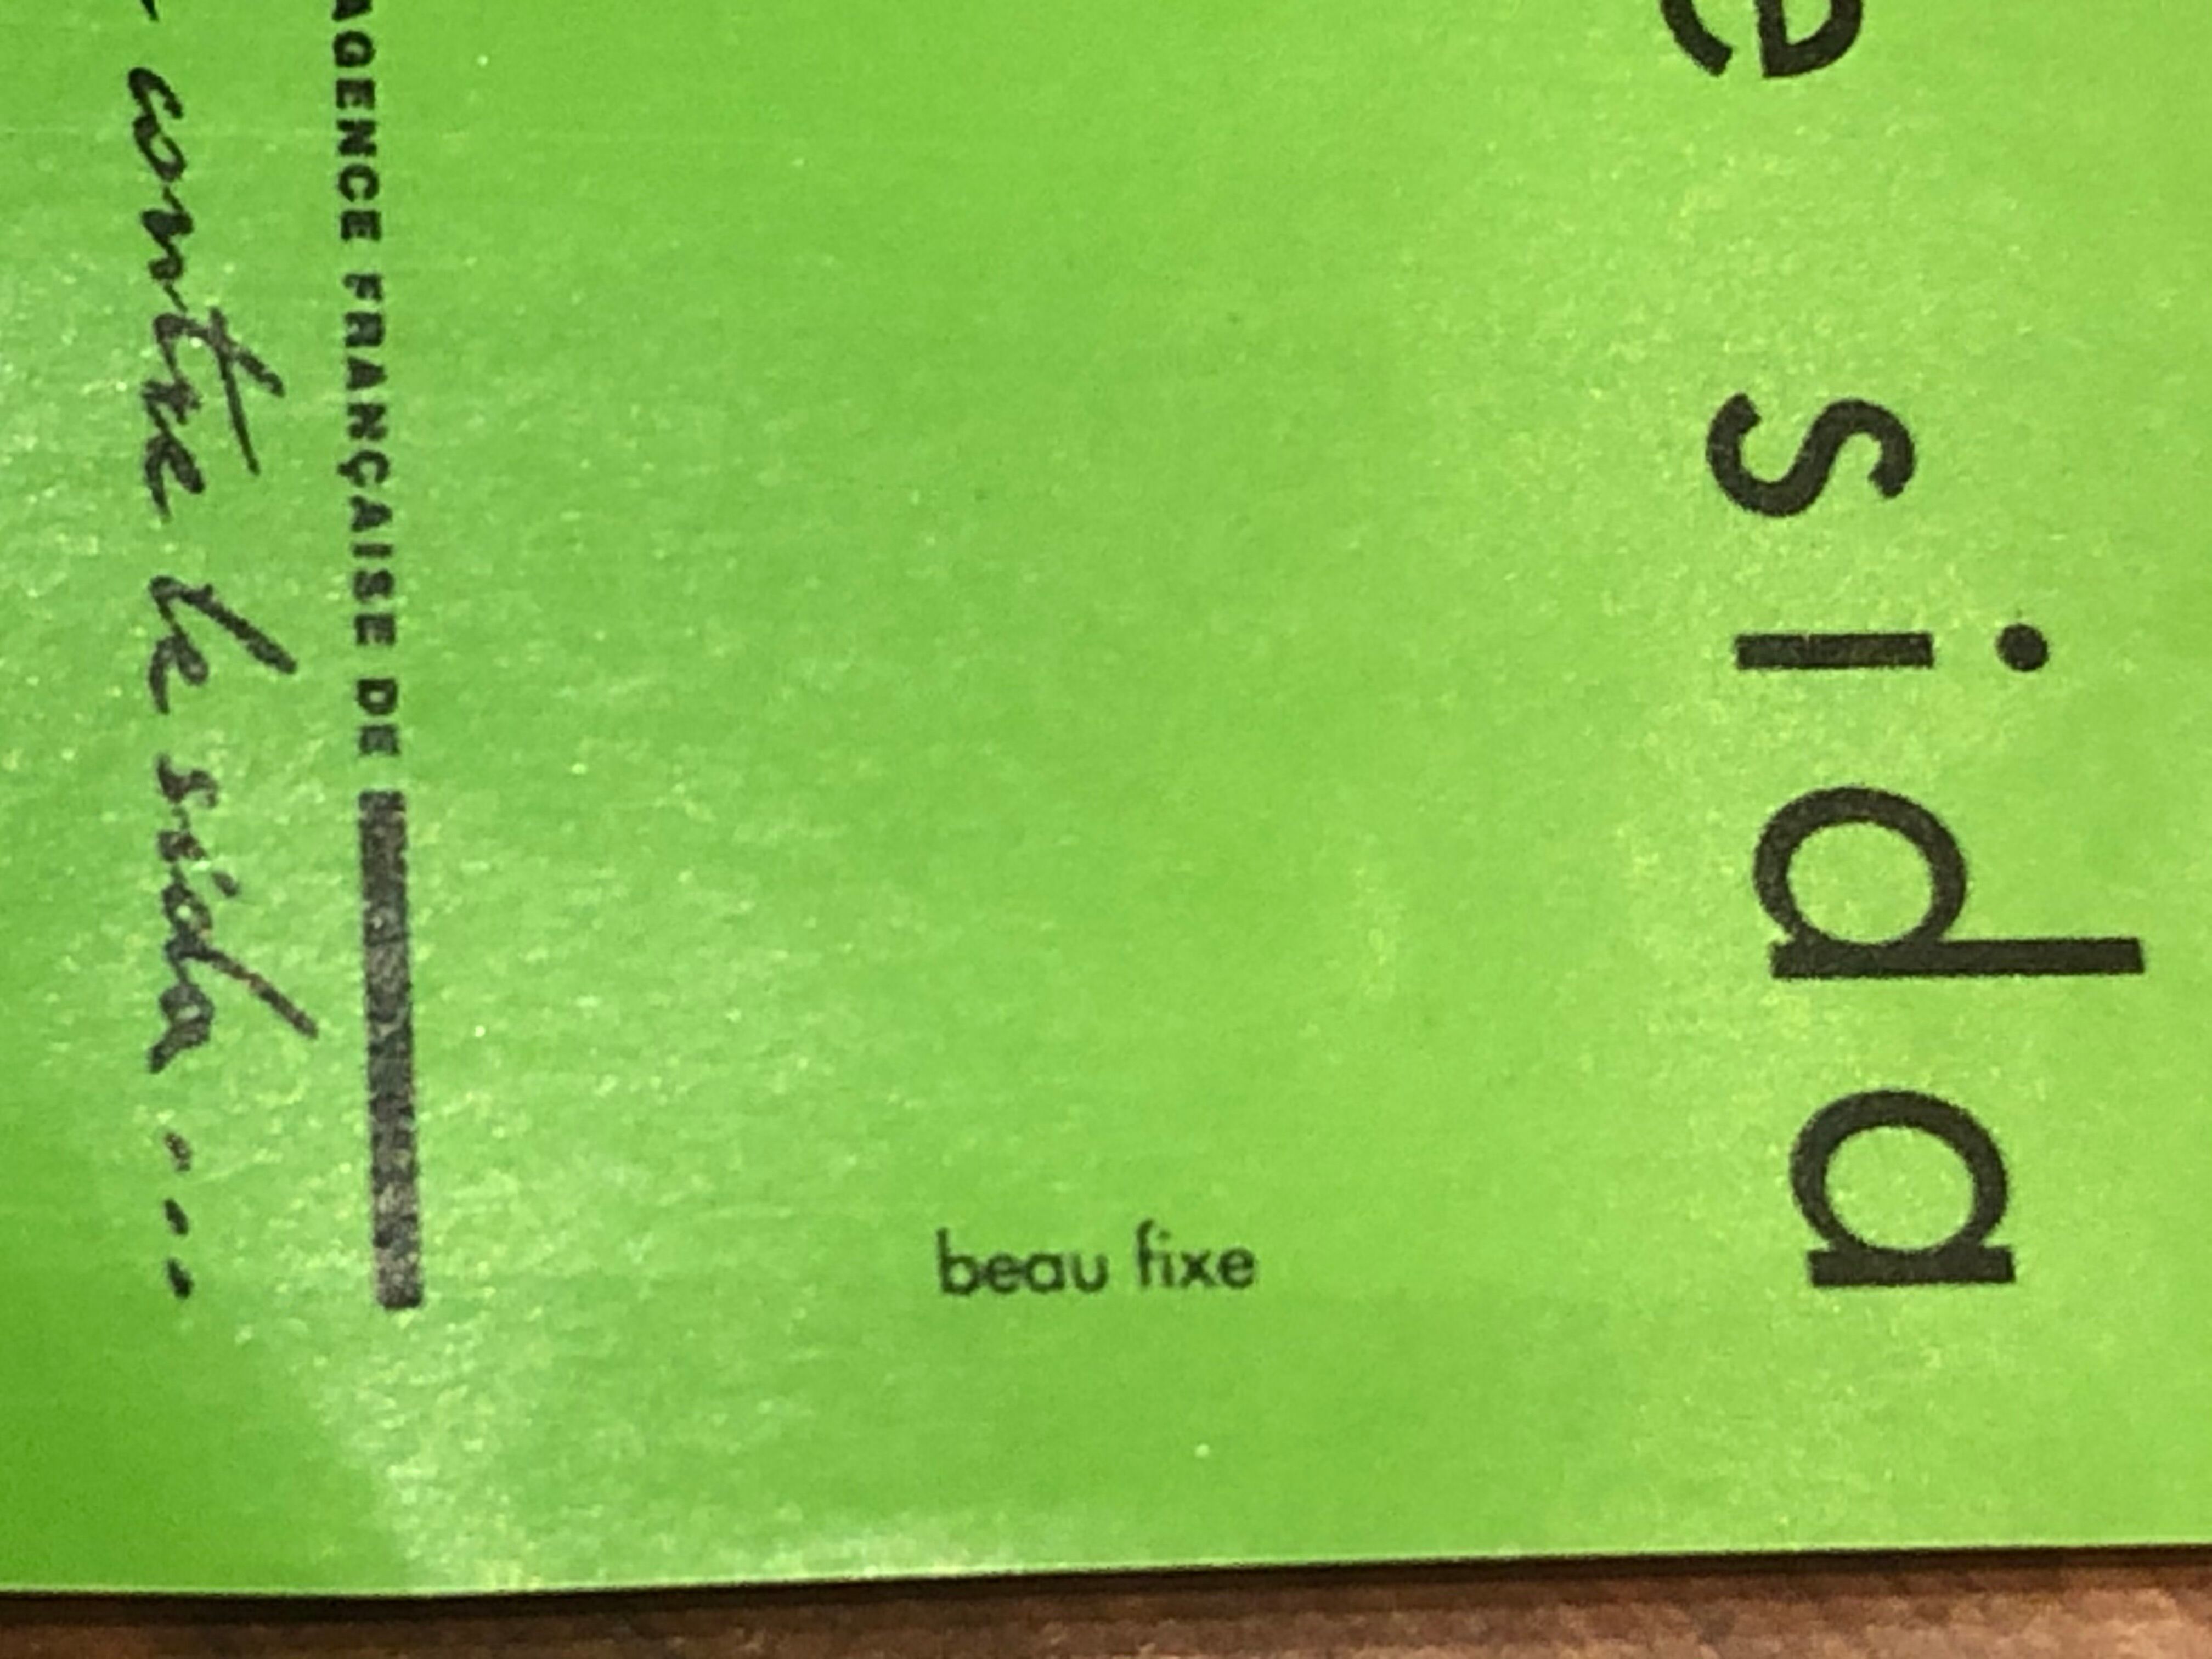 e sida
beau fixe
AGENCE FRANÇAISE DE
contre le sida...